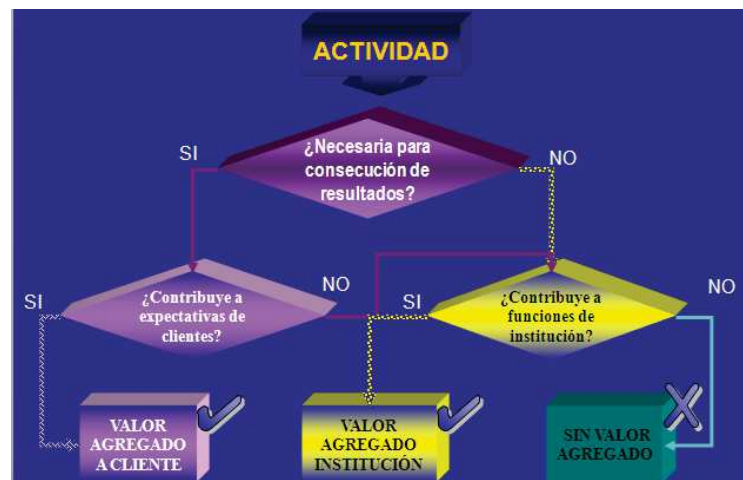 ACTIVIDAD
SI
¿Necesaria para
consecución de
resultados?
NO
SI
¿Contribuye a
expectativas de
clientes?
NO
SI
¿Contribuye a
funciones de
institución?
NO
VALOR
AGREGADO
A CLIENTE
VALOR
AGREGADO
INSTITUCIÓN
SIN VALOR
AGREGADO